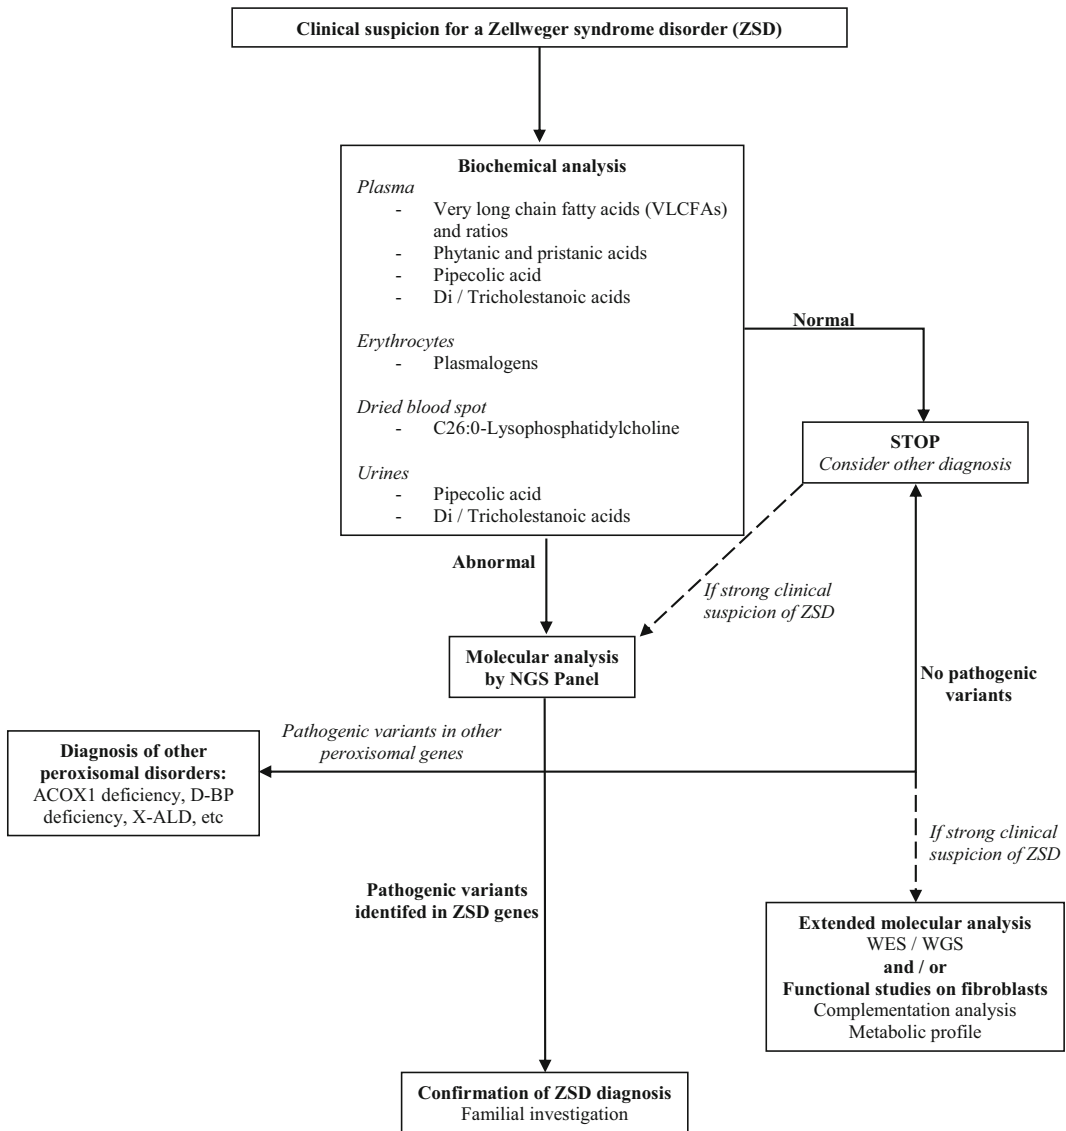 Clinical suspicion for a Zellweger syndrome disorder (ZSD)
Biochemical analysis
Plasma
- Very long chain fatty acids (VLCFAs)
and ratios
- Phytanic and pristanic acids
- Pipecolic acid
- Di / Tricholestanoic acids
Erythrocytes
- Plasmalogens
Dried blood spot
- C26:0-Lysophosphatidylcholine
Urines
- Pipecolic acid
- Di / Tricholestanoic acids
Normal
STOP
Consider other diagnosis
Abnormal
If strong clinical
suspicion of ZSD
Molecular analysis
by NGS Panel
No pathogenic
variants
Pathogenic variants in other
peroxisomal genes
Diagnosis of other
peroxisomal disorders:
ACOX1 deficiency, D-BP
deficiency, X-ALD, etc
If strong clinical
suspicion of ZSD
Pathogenic variants
identifed in ZSD genes
Extended molecular analysis
WES / WGS
and / or
Functional studies on fibroblasts
Complementation analysis
Metabolic profile
Confirmation of ZSD diagnosis
Familial investigation